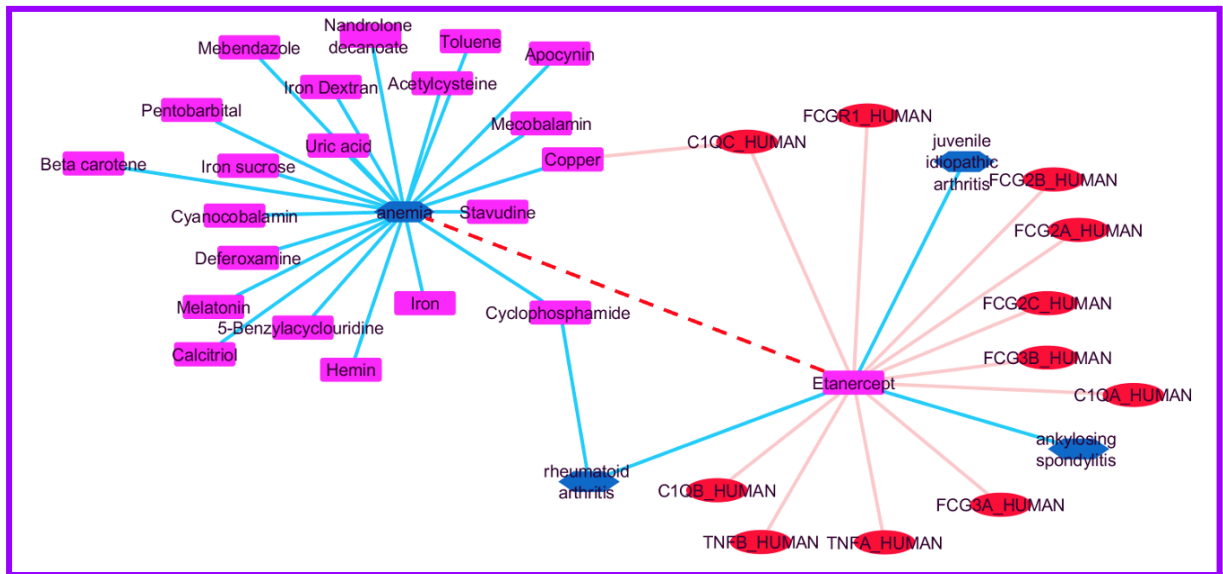 Nandrolone
decanoate
Mebendazole
Toluene
Apocynin
Iron Dextran
Acetylcysteine
Pentobarbital
Mecobalamin
Uric acid
Copper
Beta carotene
Iron sucrose
Cyanocobalamin
anemia
Stavudine
Deferoxamine
Melatonin
Iron
Cyclophosphamide
5-Benzylacyclouridine
Calcitriol
Hemin
C1QC_HUMAN
FCGR1_HUMAN
juvenile
idiopathic
arthritis
FCG2B_HUMAN
FCG2A_HUMAN
FCG2C_HUMAN
FCG3B_HUMAN
Etanercept
C1QA_HUMAN
ankylosing
spondylitis
rheumatoid
arthritis
C1QB_HUMAN
FCG3A_HUMAN
TNFB_HUMAN
TNFA_HUMAN